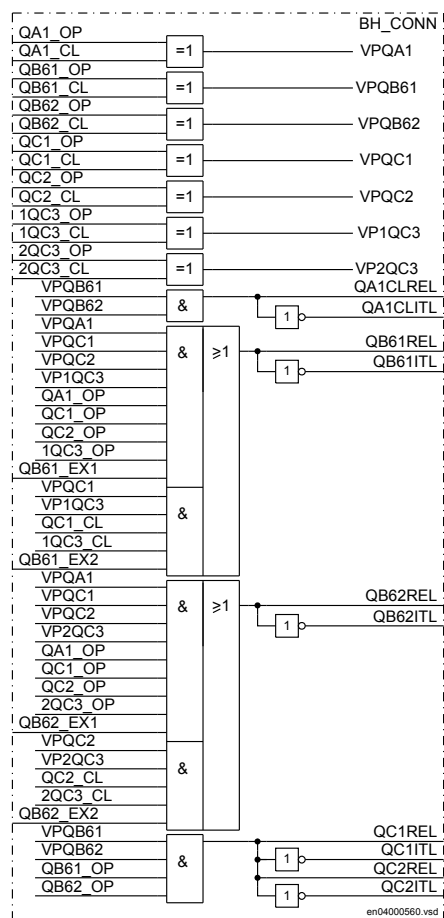 BH_CONN
QA1_OP
QA1_CL
=1
VPQA1
QB61_OP
QB61_CL
=1
VPQB61
QB62_OP
QB62_CL
=1
VPQB62
QC1_OP
QC1_CL
=1
VPQC1
QC2_OP
QC2_CL
=1
VPQC2
1QC3_OP
1QC3_CL
=1
VP1QC3
2QC3_OP
2QC3_CL
=1
VP2QC3
VPQB61
VPQB62
&
QA1CLREL
1
QA1CLITL
VPQA1
VPQC1
VPQC2
VP1QC3
QA1_OP
QC1_OP
QC2_OP
1QC3_OP
QB61_EX1
&
≥1
QB61REL
1
QB61ITL
VPQC1
VP1QC3
QC1_CL
1QC3_CL
QB61_EX2
&
VPQA1
VPQC1
VPQC2
VP2QC3
QA1_OP
QC1_OP
QC2_OP
2QC3_OP
QB62_EX1
&
≥1
QB62REL
1
QB62ITL
VPQC2
VP2QC3
QC2_CL
2QC3_CL
QB62_EX2
&
VPQB61
VPQB62
QB61_OP
QB62_OP
&
QC1REL
1
QC1ITL
QC2REL
1
QC2ITL
en04000560.vsd